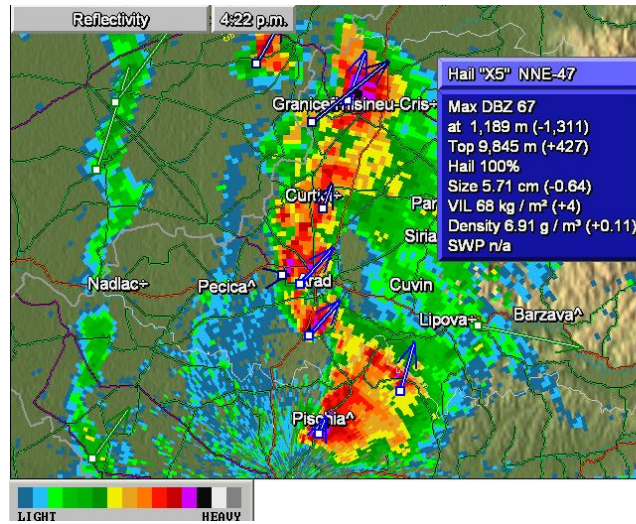 Reflectivity
4:22 p.m.
Hail "X5" NNE-47
Max DBZ 67
at 1,189 m (-1,311)
Top 9,845 m (+427)
Hail 100%
Size 5.71 cm (-0.64)
VIL 68 kg / m² (+4)
Density 6.91 g / m³ (+0.11)
SWP n/a
Siria
Nadlac÷
Pecica^
Cuvin
Lipova÷
Barzava^
Pischia^
LIGHT
HEAVY